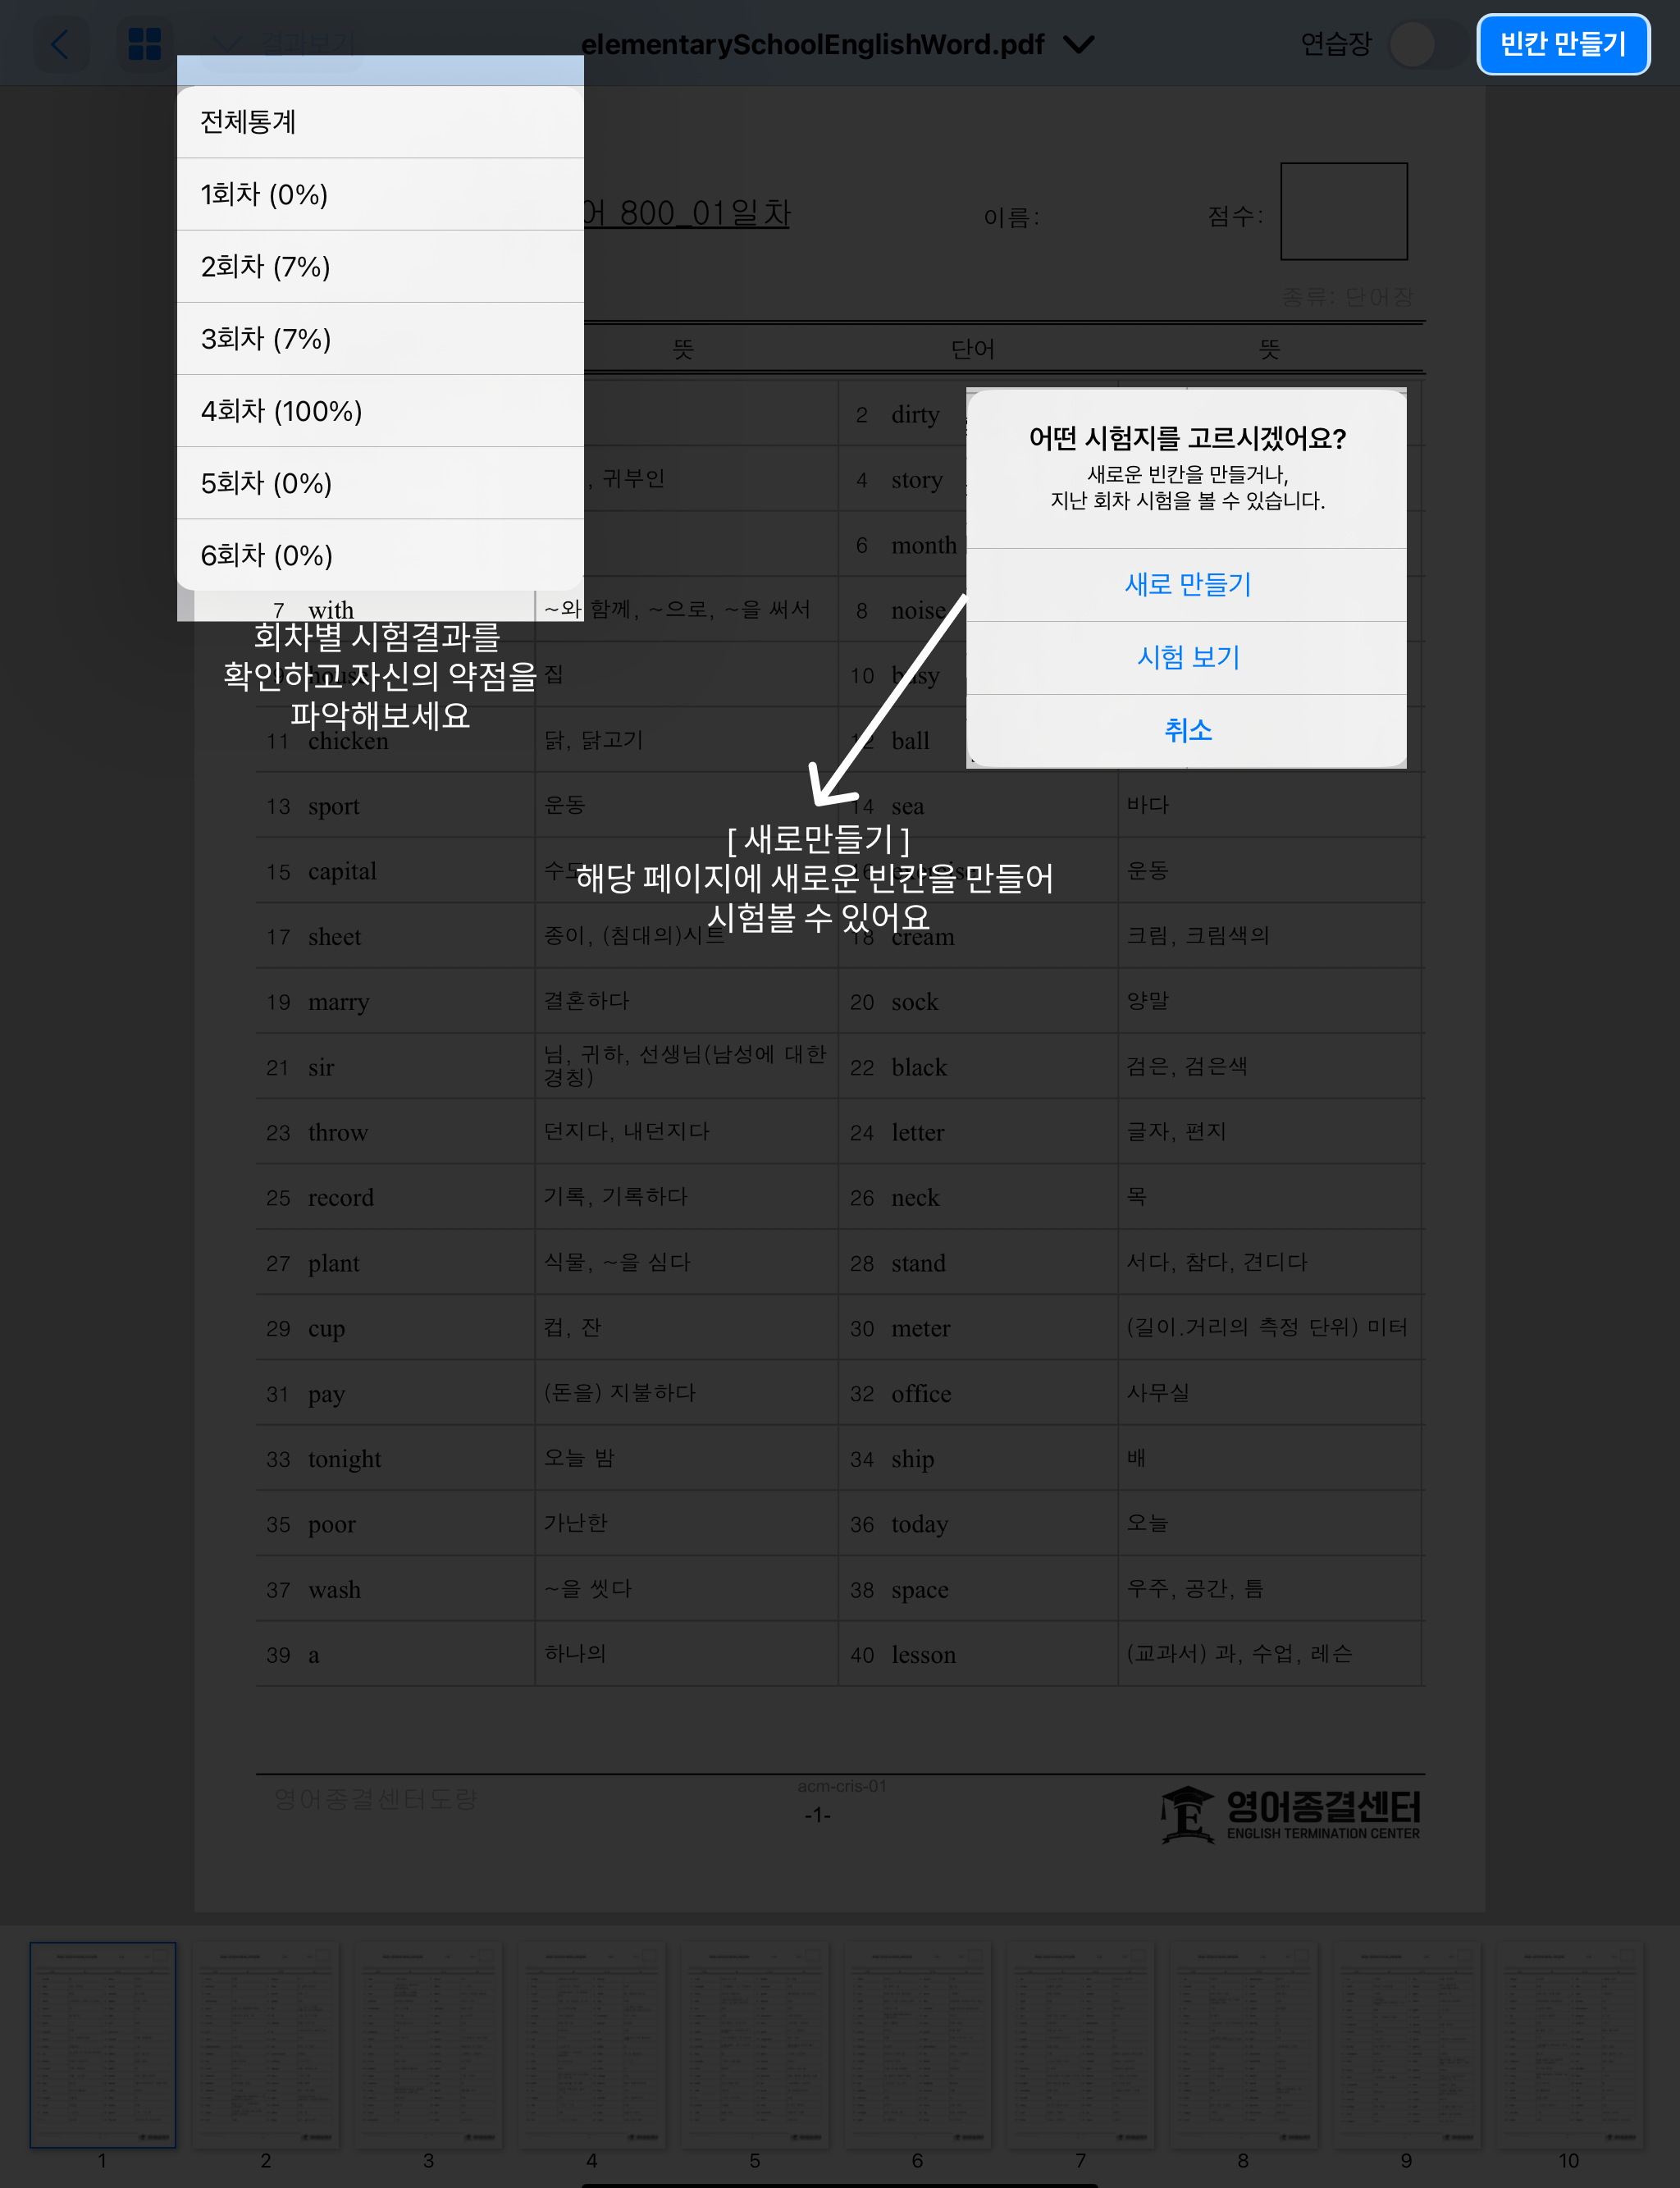 결과보기
elementarySchoolEnglishWord.pdf
연습장
빈칸 만들기
전체통계
1회차 (0%)
2회차 (7%)
3회차 (7%)
4회차 (100%)
5회차 (0%)
6회차 (0%)
어 800_01일차
이름:
점수:
종류: 단어장
뜻 단어 뜻
2 dirty
, 귀부인 4 story
6 month
7 with ~와 함께, ~으로, ~을 써서 8 noise
어떤 시험지를 고르시겠어요?
새로운 빈칸을 만들거나,
지난 회차 시험을 볼 수 있습니다.
새로 만들기
시험 보기
취소
회차별 시험결과를
확인하고 자신의 약점을
파악해보세요
집 10 busy
11 chicken 닭, 닭고기 12 ball
13 sport 운동 14 sea 바다
[ 새로만들기 ]
해당 페이지에 새로운 빈칸을 만들어
시험볼 수 있어요
15 capital 수도 16 운동
17 sheet 종이, (침대의)시트 18 cream 크림, 크림색의
19 marry 결혼하다 20 sock 양말
21 sir 님, 귀하, 선생님(남성에 대한
경칭) 22 black 검은, 검은색
23 throw 던지다, 내던지다 24 letter 글자, 편지
25 record 기록, 기록하다 26 neck 목
27 plant 식물, ~을 심다 28 stand 서다, 참다, 견디다
29 cup 컵, 잔 30 meter (길이.거리의 측정 단위) 미터
31 pay (돈을) 지불하다 32 office 사무실
33 tonight 오늘 밤 34 ship 배
35 poor 가난한 36 today 오늘
37 wash ~을 씻다 38 space 우주, 공간, 틈
39 a 하나의 40 lesson (교과서) 과, 수업, 레슨
영어종결센터도량
acm-cris-01
-1-
E
영어종결센터
ENGLISH TERMINATION CENTER
1 2 3 4 5 6 7 8 9 10